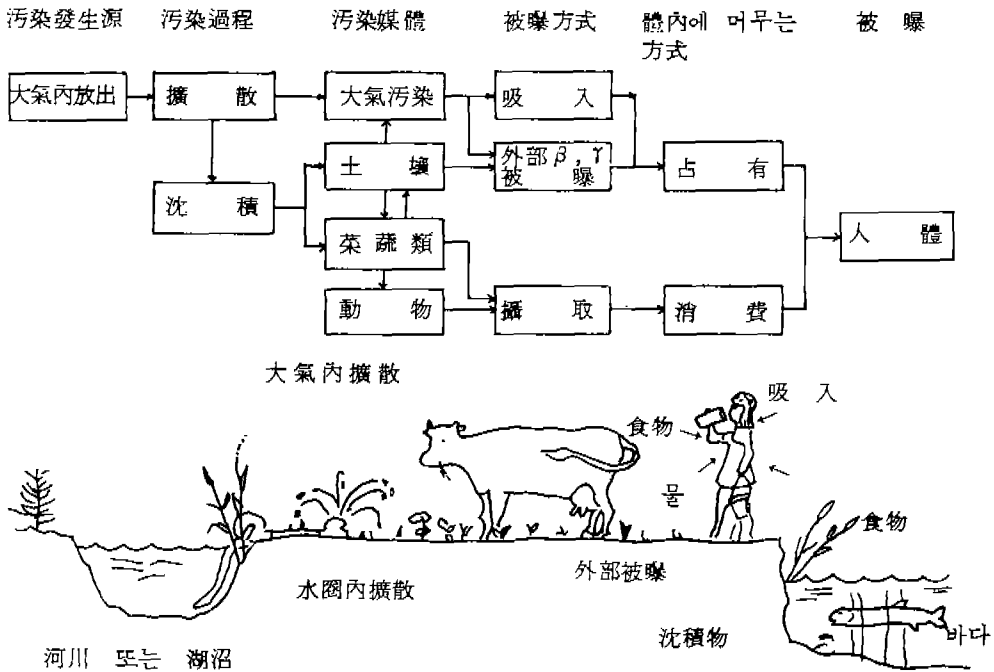 汚染發生源 汚染過程 汚染媒體 被曝方式 體內에 머무는 被曝
方式
大氣內放出 擴散 大氣汚染 吸入
土壤 外部 β, γ 占有
被曝
沈積 人體
菜蔬類
動物 攝取 消費
大氣內擴散
吸入
食物
물
食物
水圈內擴散 外部被曝
沈積物 바다
河川 또는 湖沼